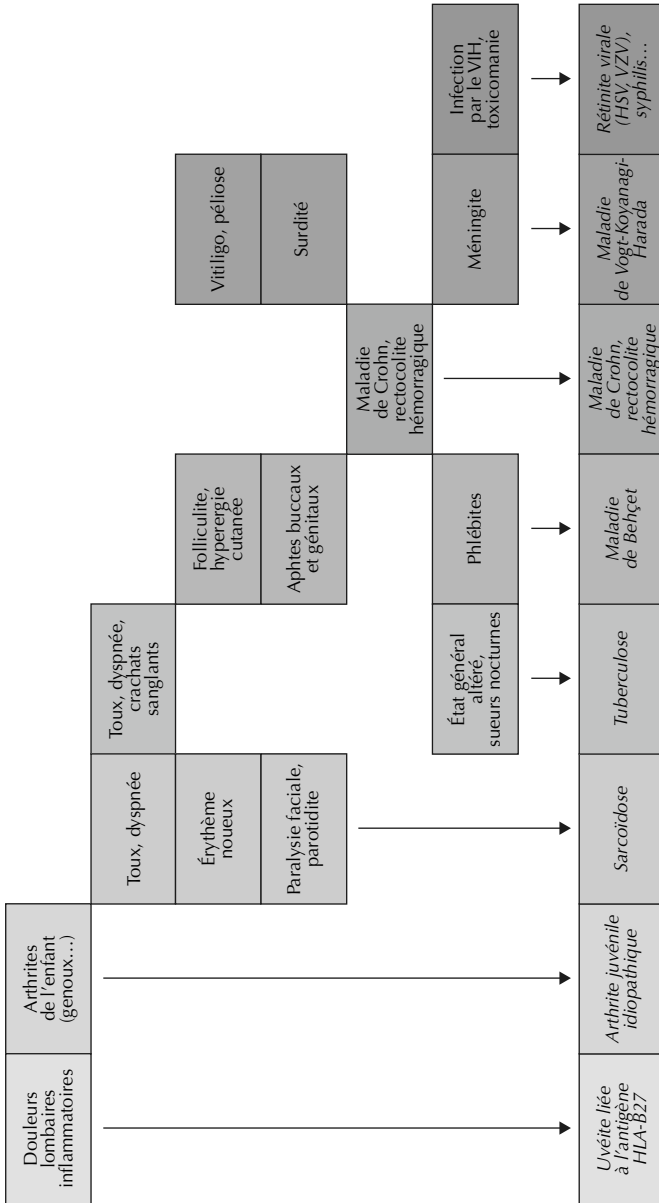 Douleurs
lombaires
inflammatoires
Arthrites
de l'enfant
(genoux…)
Toux, dyspnée
Toux, dyspnée,
crachats
sanglants
Érythème
noueux
Folliculite,
hyperergie
cutanée
Vitiligo, péliose
Paralysie faciale,
parotidite
Aphtes buccaux
et génitaux
Surdité
Maladie
de Crohn,
rectocolite
hémorragique
État général
altéré,
sueurs nocturnes
Phlébites
Méningite
Infection
par le VIH,
toxicomanie
Uvéite liée
à l'antigène
HLA-B27
Arthrite juvénile
idiopathique
Sarcoïdose
Tuberculose
Maladie
de Behçet
Maladie
de Crohn,
rectocolite
hémorragique
Maladie
de Vogt-Koyanagi-
Harada
Rétinite virale
(HSV, VZV),
syphilis…